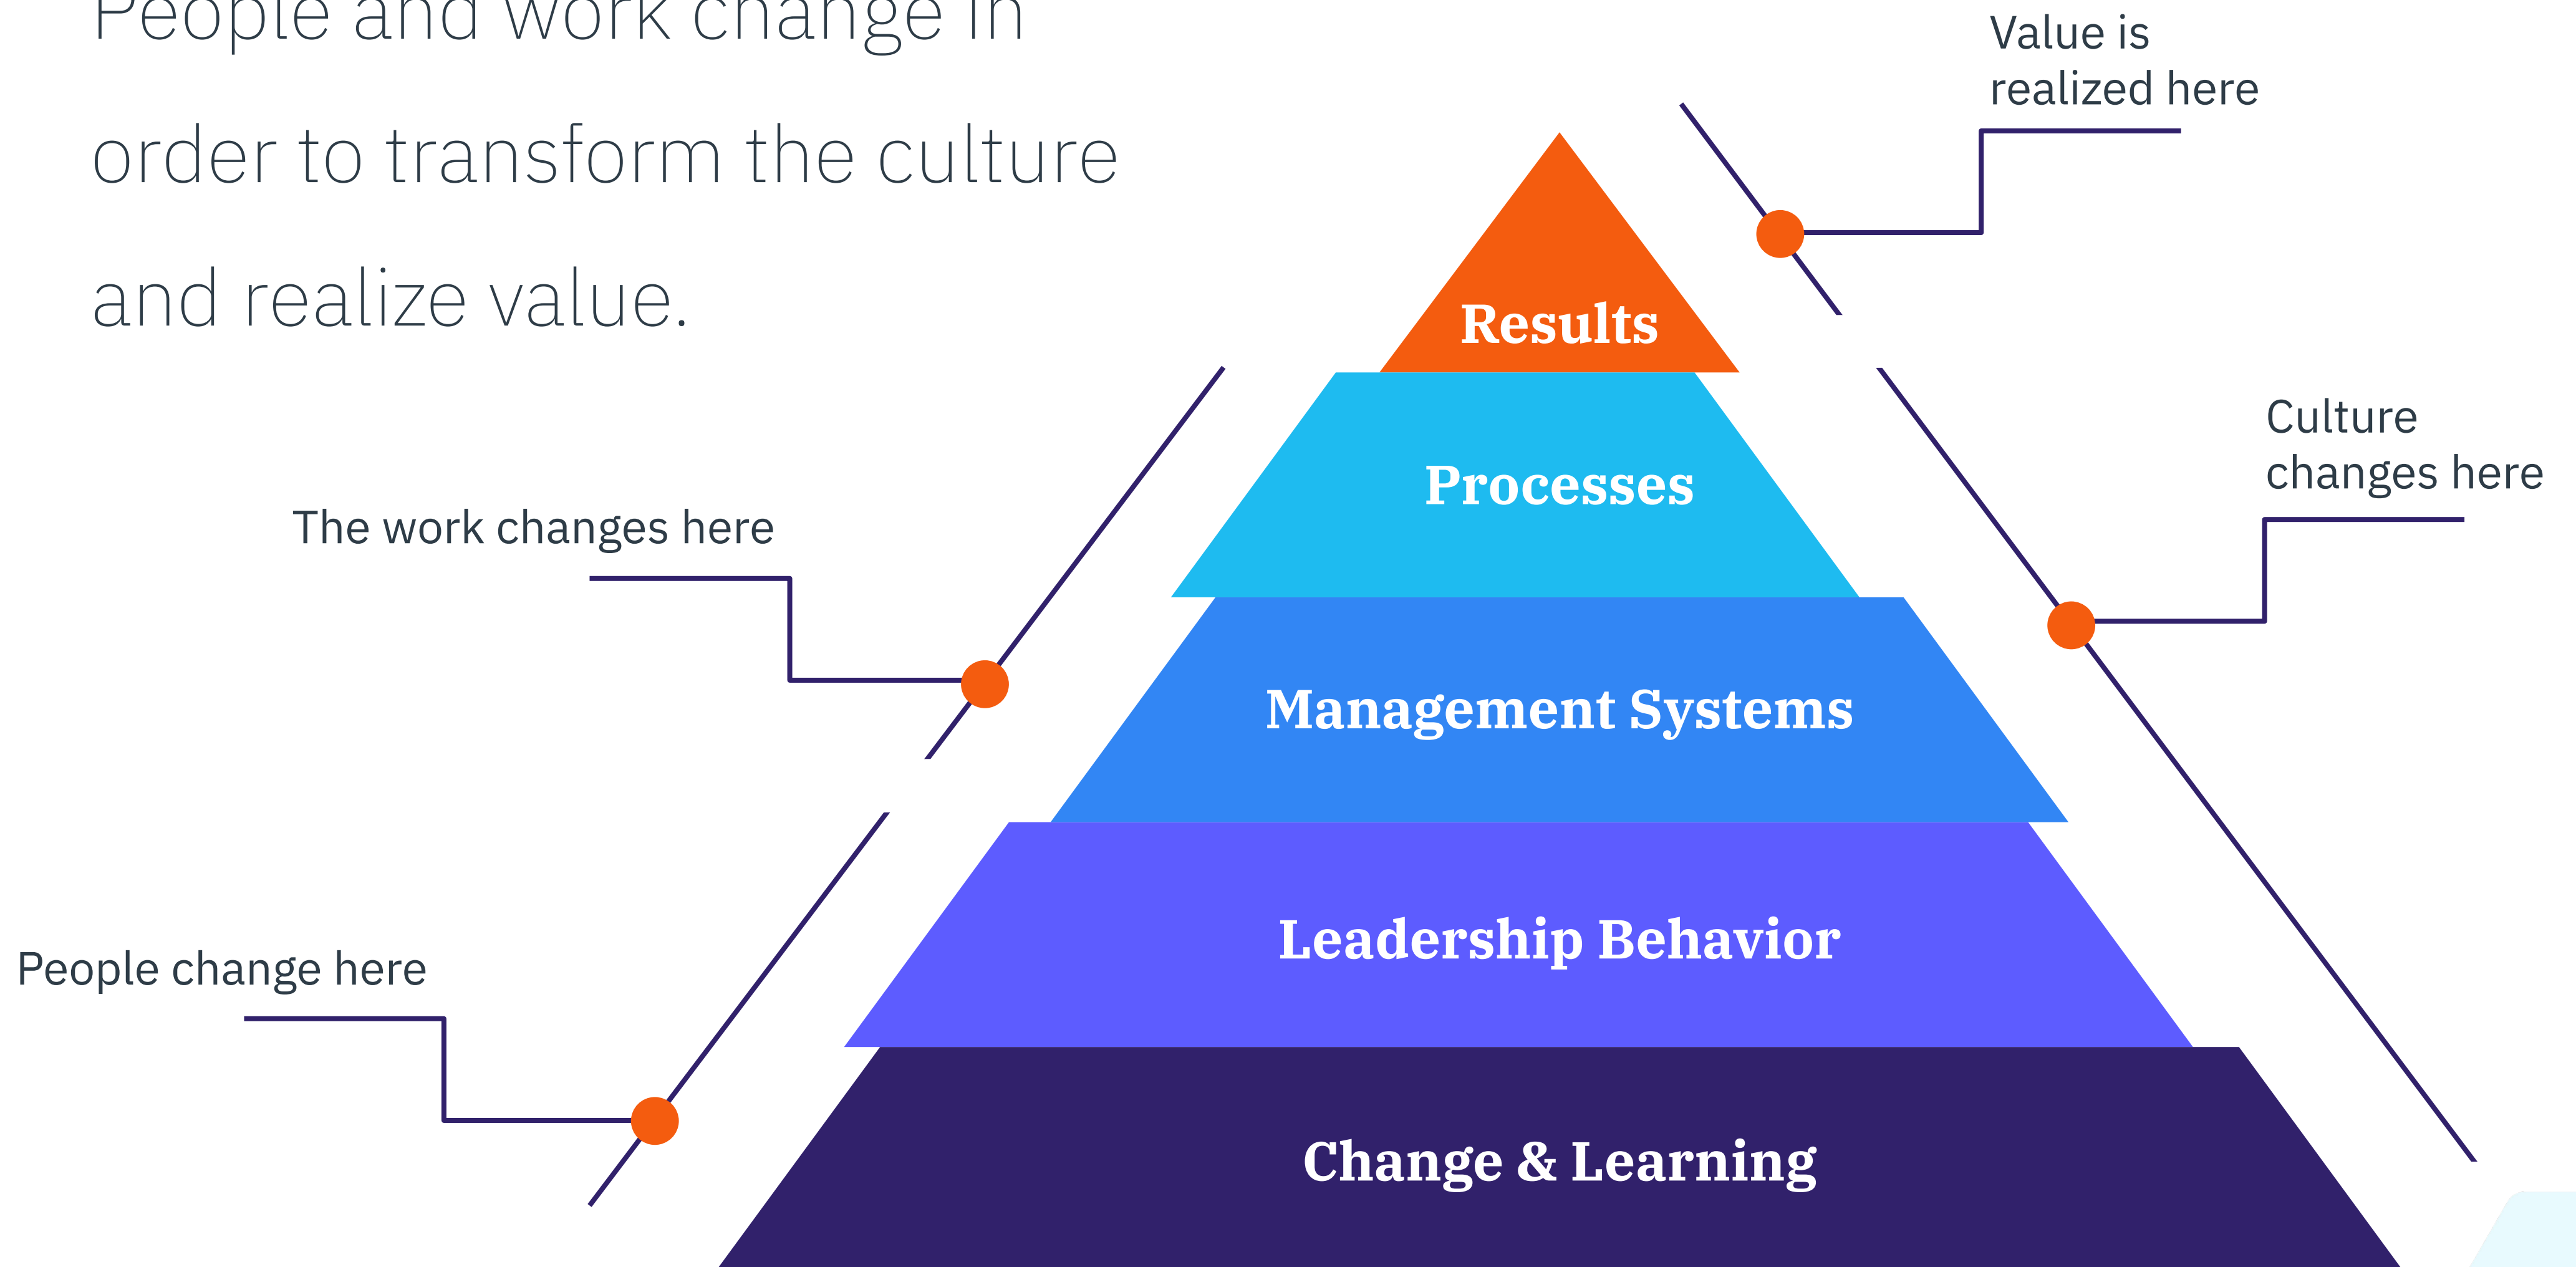 People and work change in
order to transform the culture
and realize value.
Value is
realized here
Results
Culture
changes here
Processes
The work changes here
Management Systems
Leadership Behavior
People change here
Change & Learning